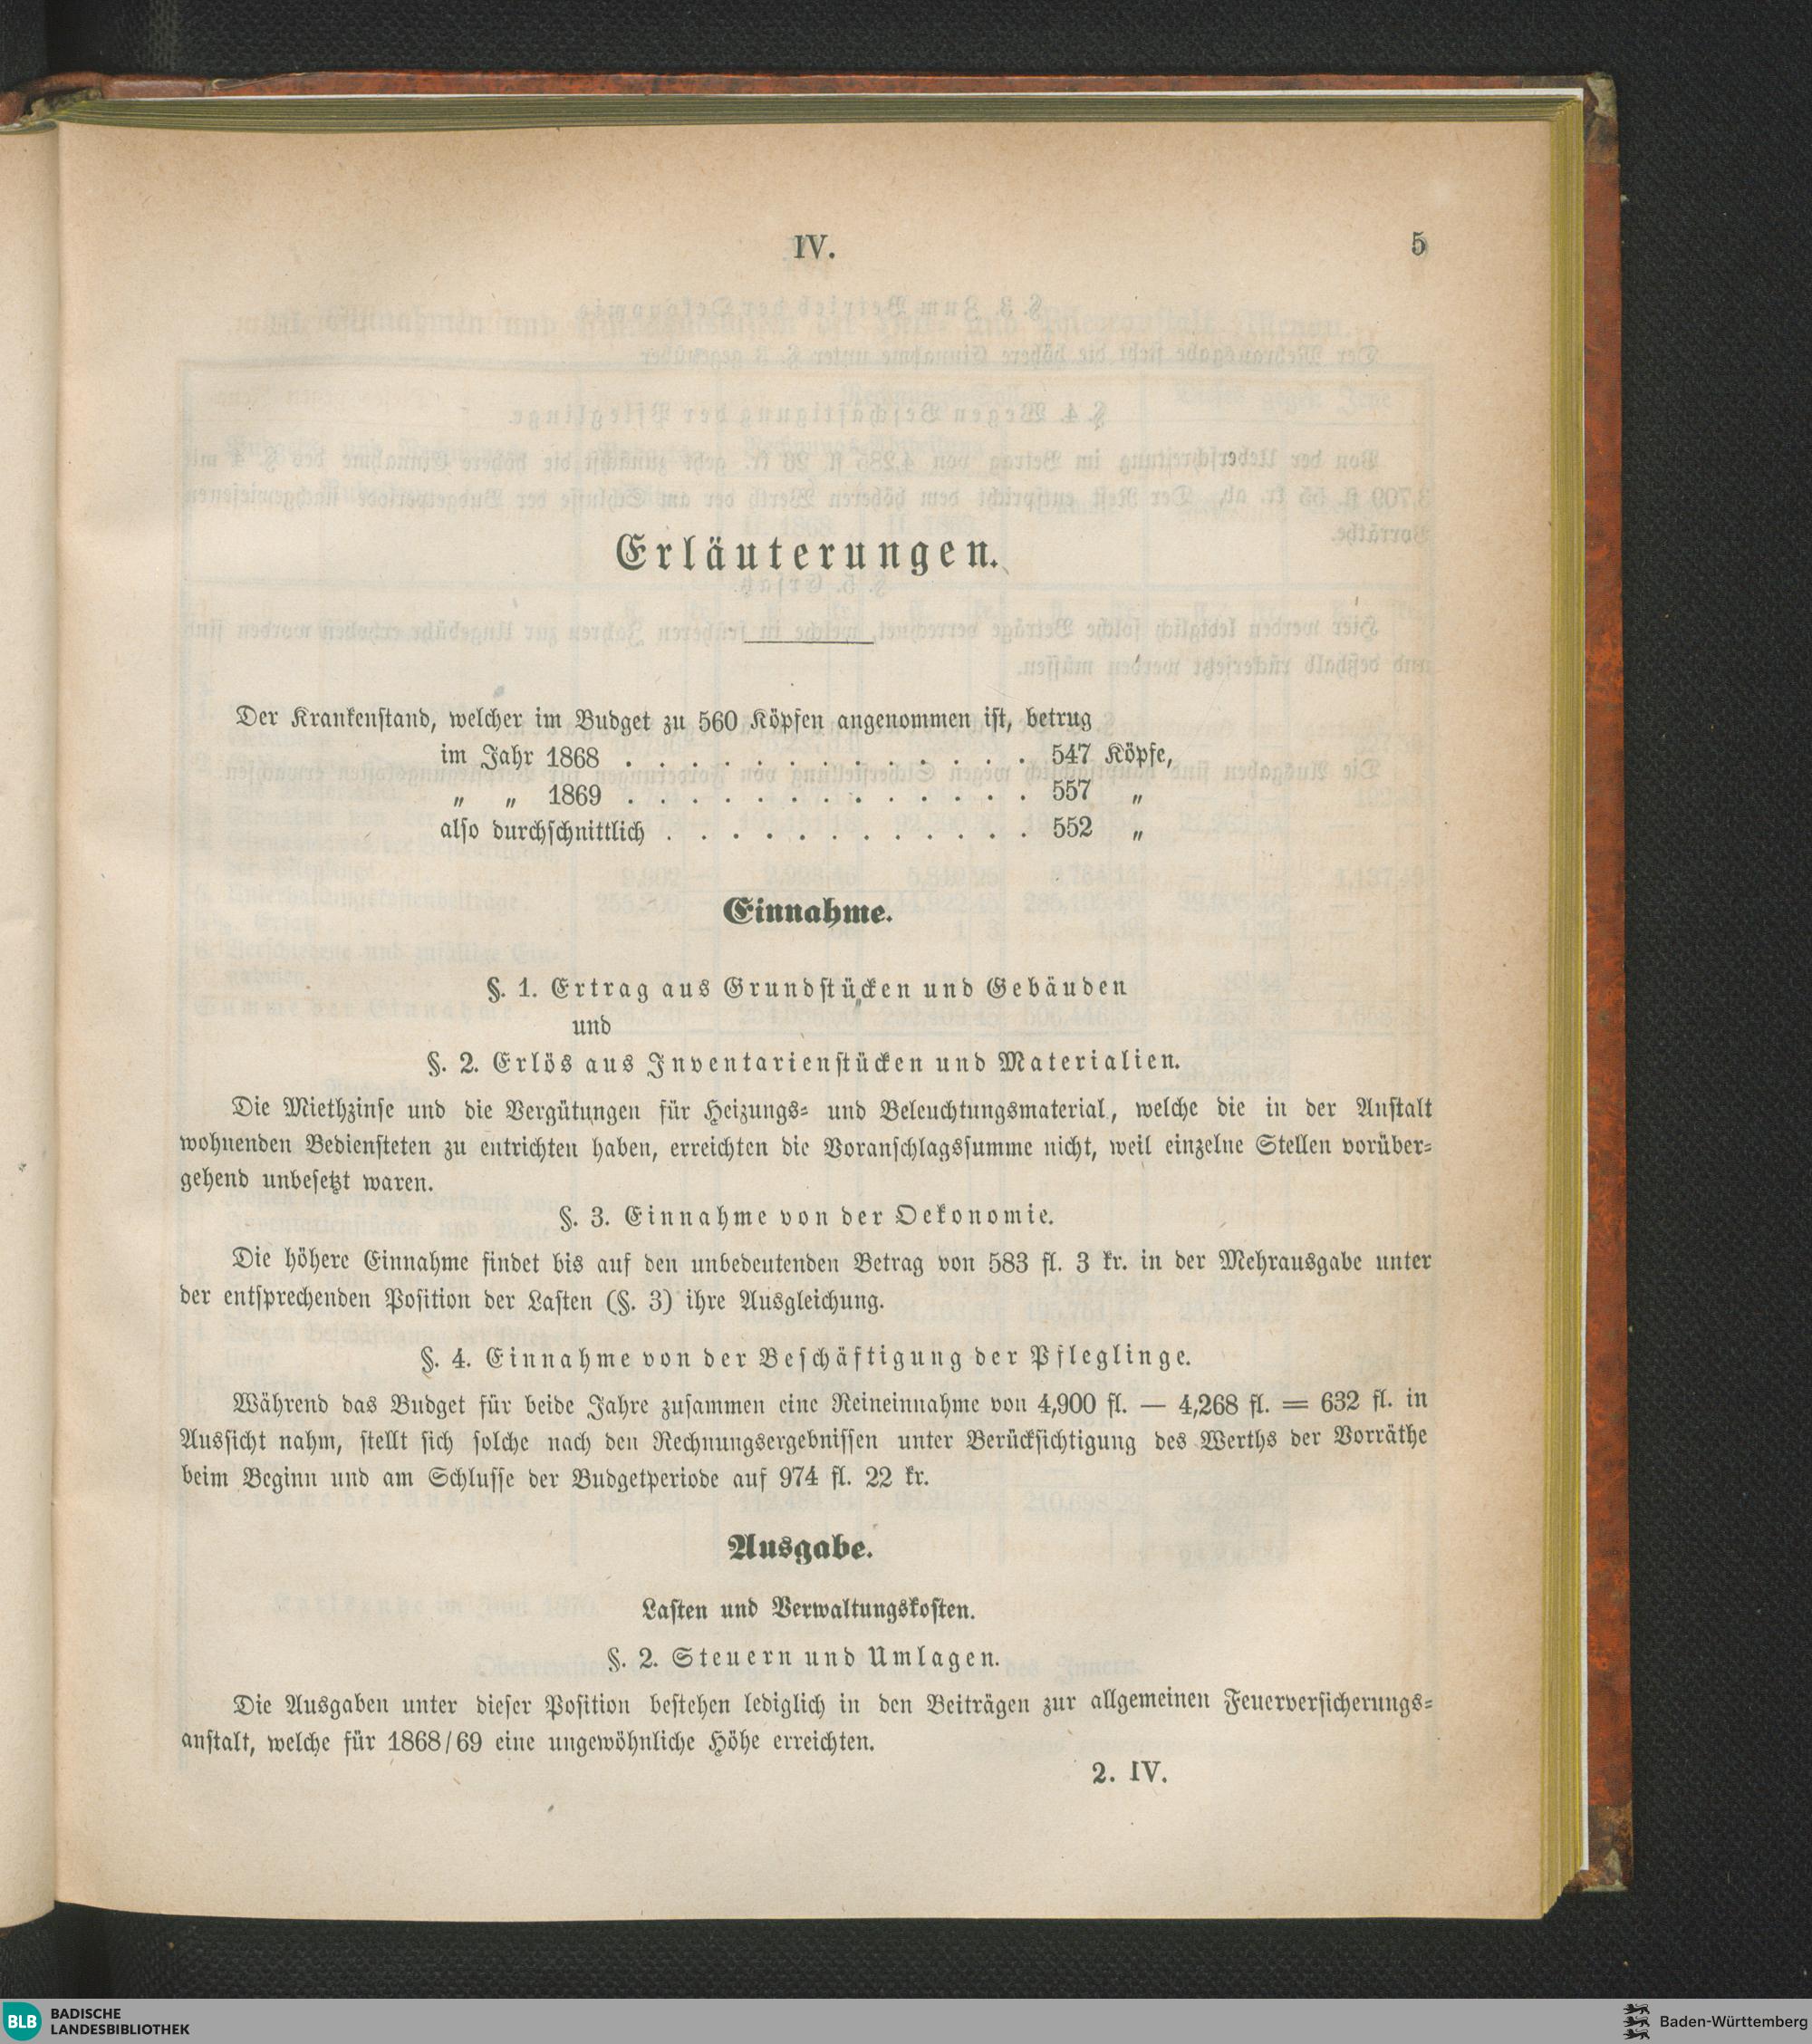 IV.
5
Erläuterungen.
Der Krankenstand, welcher im Budget zu 560 Köpfen angenommen ist, betrug
im Jahr 1868 . . . . . . . . . . . . . 547 Köpfe,
„ „ 1869 . . . . . . . . . . . . . 557 „
also durchschnittlich . . . . . . . . . . . . 552 „
Einnahme.
§. 1. Ertrag aus Grundstücken und Gebäuden
und
§. 2. Erlös aus Inventarienstücken und Materialien.
Die Miethzinse und die Vergütungen für Heizungs- und Beleuchtungsmaterial, welche die in der Anstalt
wohnenden Bediensteten zu entrichten haben, erreichten die Voranschlagssumme nicht, weil einzelne Stellen vorüber-
gehend unbesetzt waren.
§. 3. Einnahme von der Oekonomie.
Die höhere Einnahme findet bis auf den unbedeutenden Betrag von 583 fl. 3 kr. in der Mehrausgabe unter
der entsprechenden Position der Lasten (§. 3) ihre Ausgleichung.
§. 4. Einnahme von der Beschäftigung der Pfleglinge.
Während das Budget für beide Jahre zusammen eine Reineinnahme von 4,900 fl. — 4,268 fl. = 632 fl. in
Aussicht nahm, stellt sich solche nach den Rechnungsergebnissen unter Berücksichtigung des Werths der Vorräthe
beim Beginn und am Schlusse der Budgetperiode auf 974 fl. 22 kr.
Ausgabe.
Lasten und Verwaltungskosten.
§. 2. Steuern und Umlagen.
Die Ausgaben unter dieser Position bestehen lediglich in den Beiträgen zur allgemeinen Feuerversicherungs-
anstalt, welche für 1868/69 eine ungewöhnliche Höhe erreichten.
2. IV.
BLB BADISCHE
LANDESBIBLIOTHEK
Baden-Württemberg